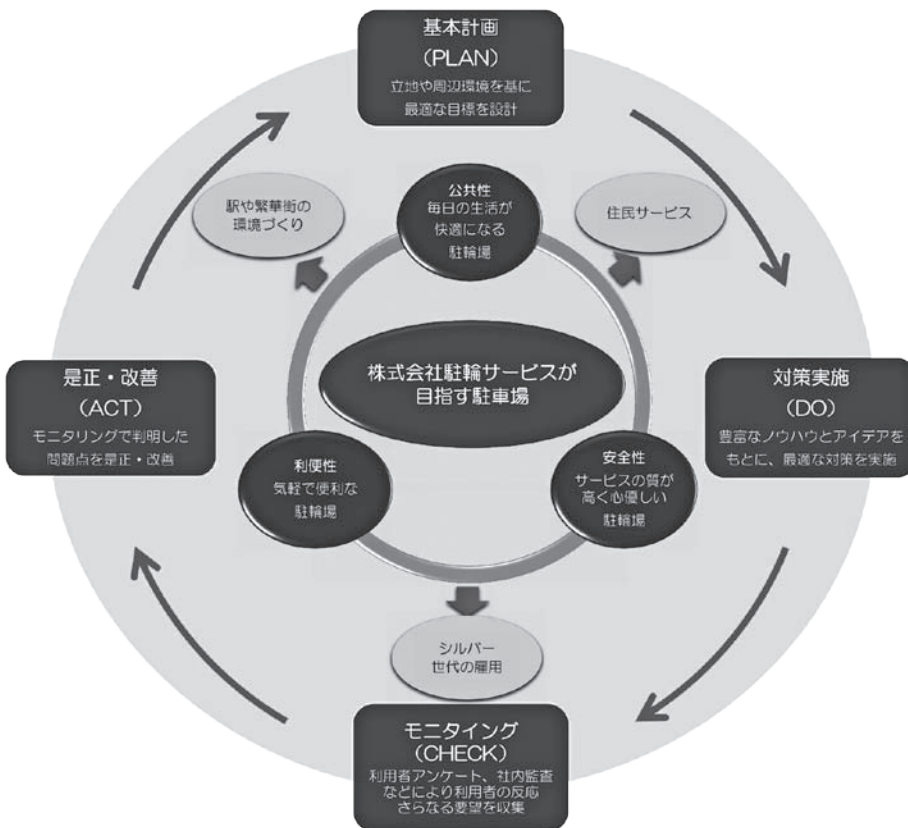 基本計画
(PLAN)
立地や周辺環境を基に
最適な目標を設計
公共性
毎日の生活が
快適になる
駐輪場
駅や繁華街の
環境づくり
住民サービス
株式会社駐輪サービスが
目指す駐車場
是正・改善
(ACT)
モニタリングで判明した
問題点を是正・改善
対策実施
(DO)
豊富なノウハウとアイデアを
もとに、最適な対策を実施
利便性
気軽で便利な
駐輪場
安全性
サービスの質が
高く心優しい
駐輪場
シルバー
世代の雇用
モニタイング
(CHECK)
利用者アンケート、社内監査
などにより利用者の反応
さらなる要望を収集